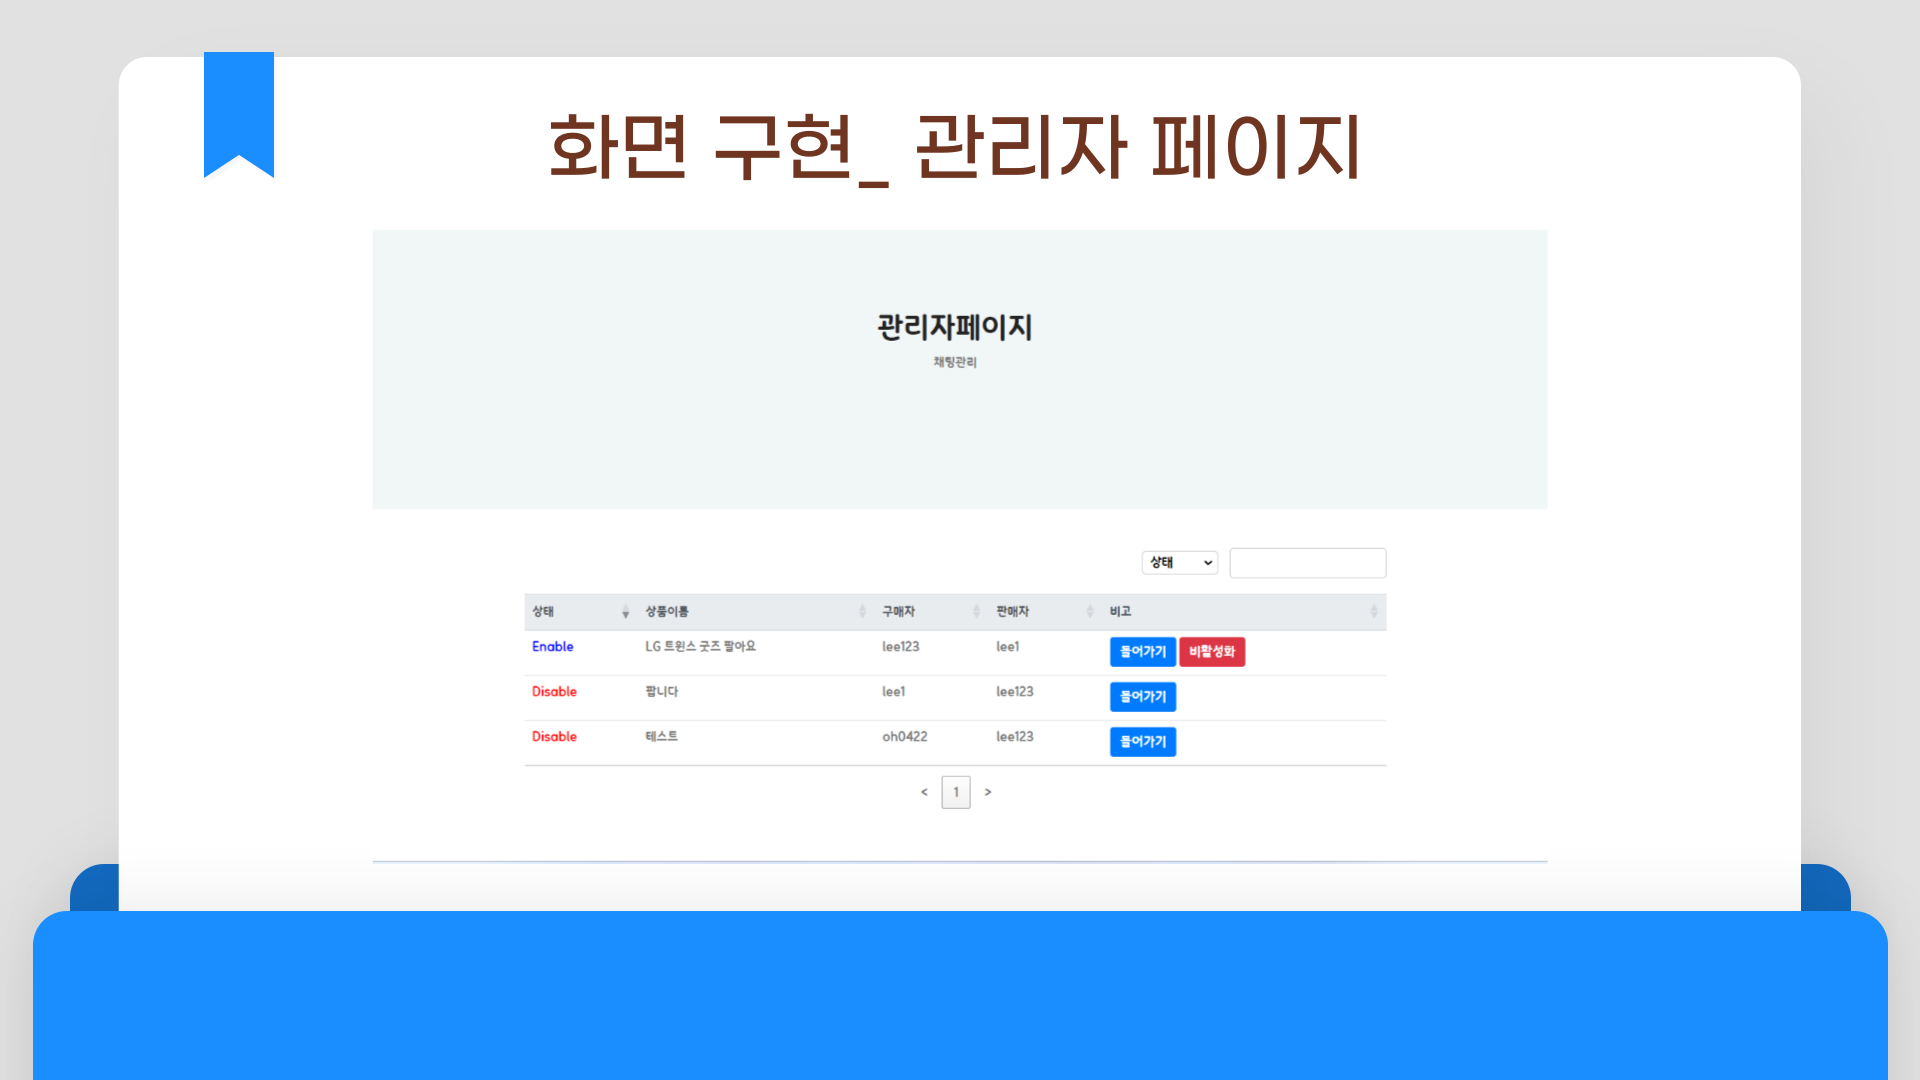 화면 구현_ 관리자 페이지
관리자페이지
채팅관리
상태
상태 상품이름 구매자 판매자 비고
Enable LG 트윈스 굿즈 팔아요 lee123 lee1 들어가기 비활성화
Disable 팝니다 lee1 lee123 들어가기
Disable 테스트 oh0422 lee123 들어가기
< 1 >